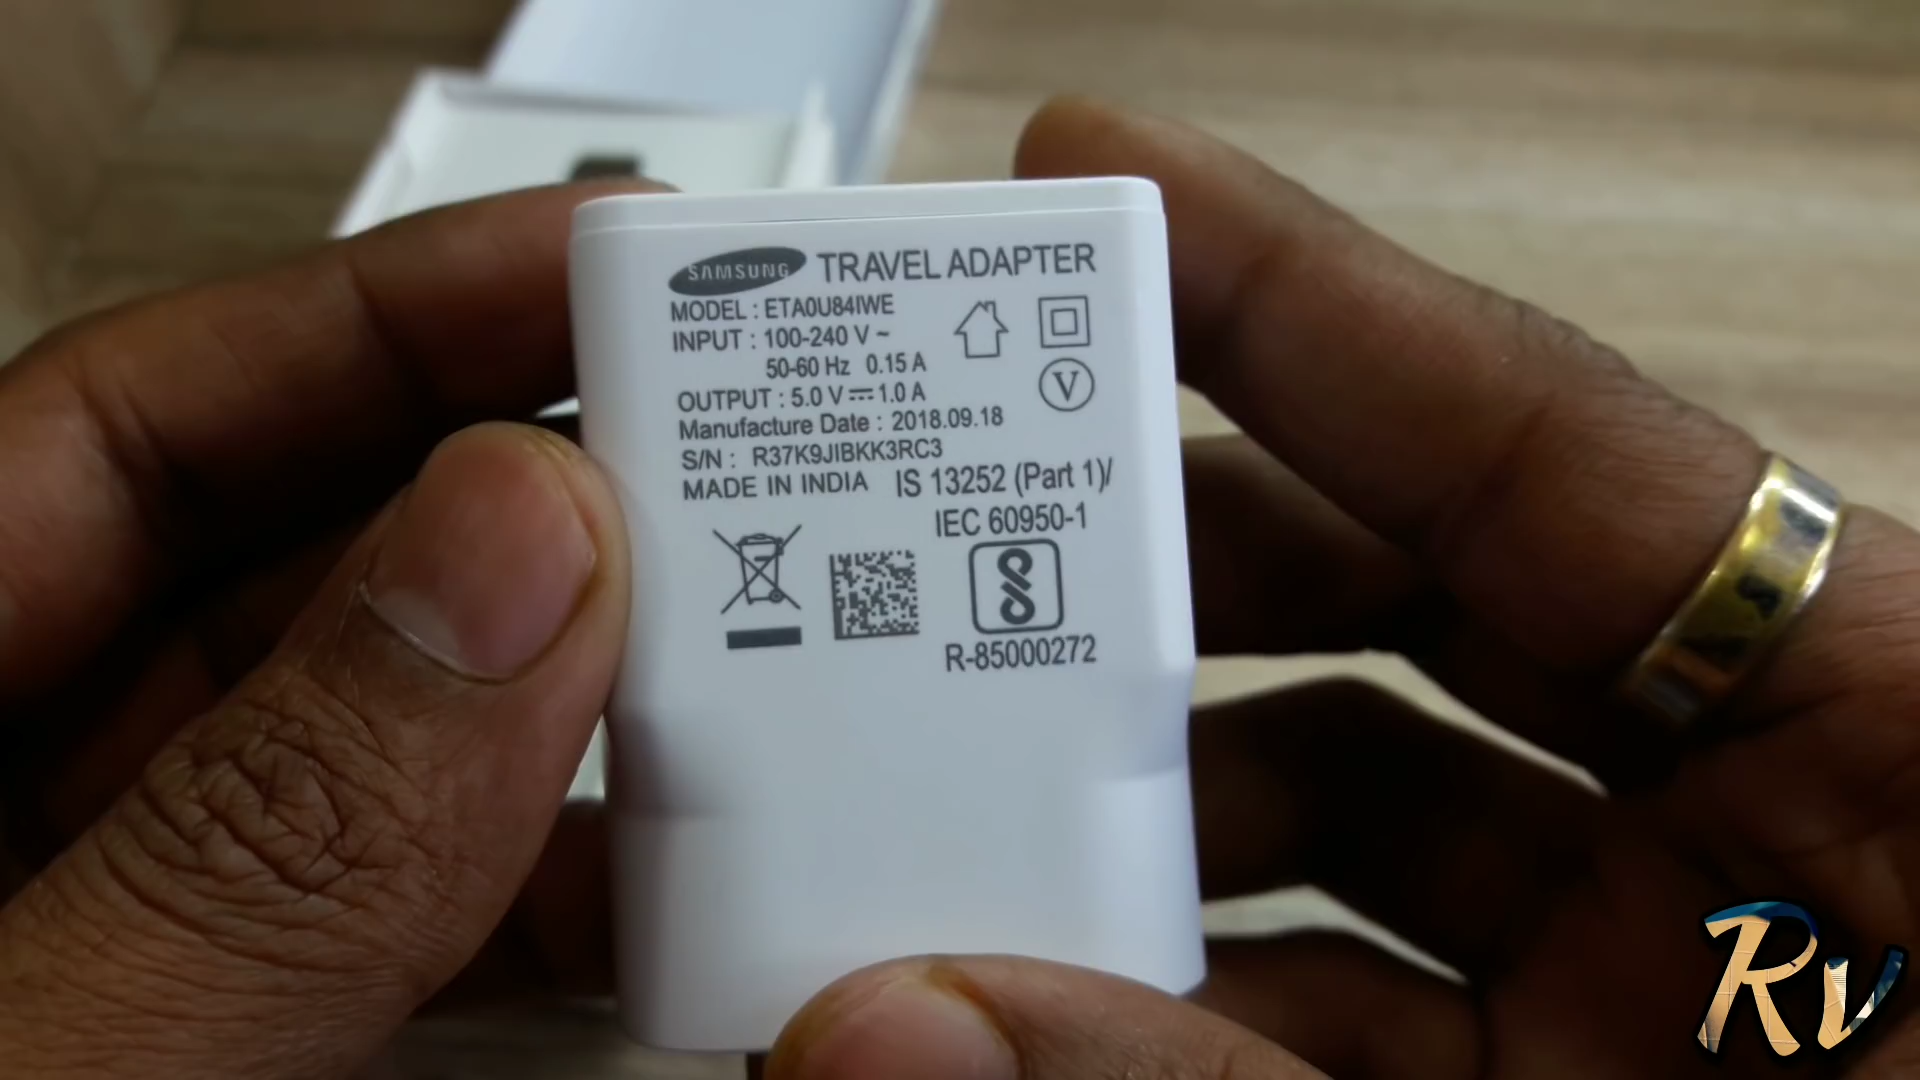 SAMSUNG TRAVEL ADAPTER
MODEL : ETA0U84IWE
INPUT : 100-240 V ~
50-60 Hz 0.15 A
OUTPUT : 5.0 V ⎓ 1.0 A
V
Manufacture Date : 2018.09.18
S/N : R37K9JIBKK3RC3
MADE IN INDIA IS 13252 (Part 1)/
IEC 60950-1
R-85000272
Rv